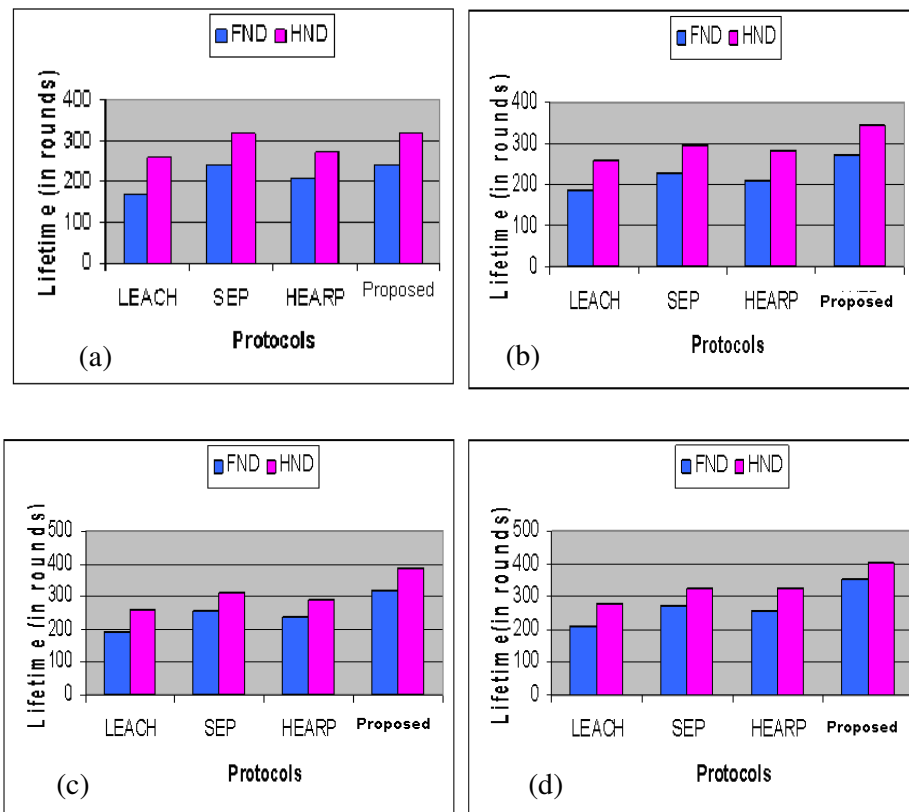 FND HND
Lifetime (in rounds)
400
300
200
100
0
LEACH SEP HEARP Proposed
Protocols
(a)
FND HND
Lifetime (in rounds)
400
300
200
100
0
LEACH SEP HEARP Proposed
Protocols
(b)
FND HND
Lifetime (in rounds)
500
400
300
200
100
0
LEACH SEP HEARP Proposed
Protocols
(c)
FND HND
Lifetime(in rounds)
500
400
300
200
100
0
LEACH SEP HEARP Proposed
Protocols
(d)